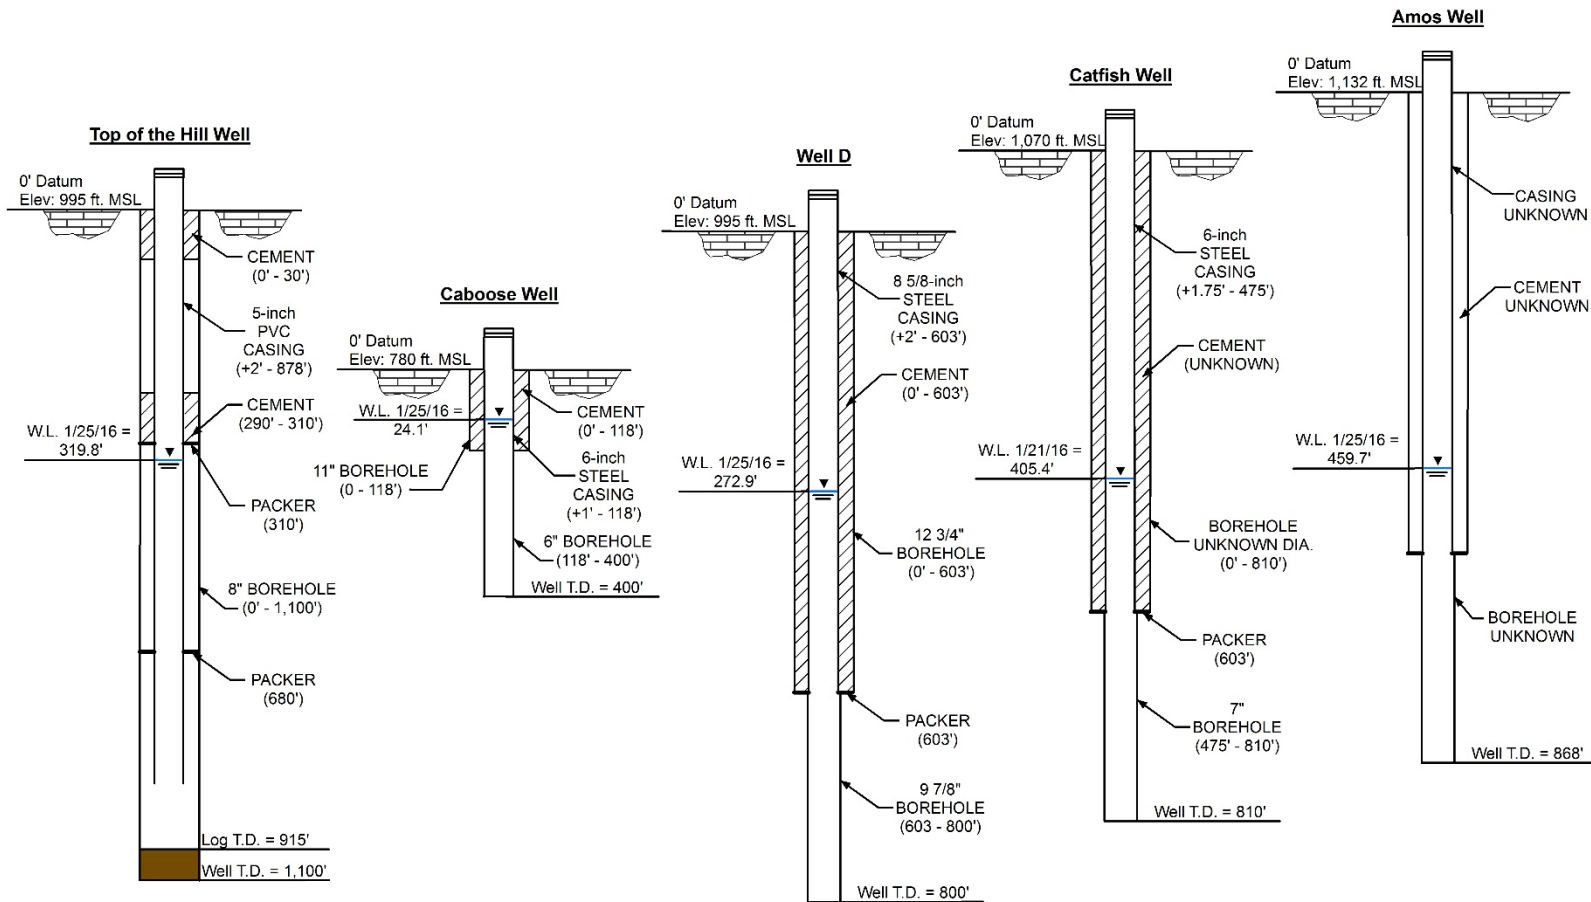 Top of the Hill Well
0' Datum
Elev: 995 ft. MSL
CEMENT
(0' - 30')
5-inch
PVC
CASING
(+2' - 878')
CEMENT
(290' - 310')
W.L. 1/25/16 =
319.8'
PACKER
(310')
8" BOREHOLE
(0' - 1,100')
PACKER
(680')
Log T.D. = 915'
Well T.D. = 1,100'
Caboose Well
0' Datum
Elev: 780 ft. MSL
W.L. 1/25/16 =
24.1'
CEMENT
(0' - 118')
11" BOREHOLE
(0 - 118')
6-inch
STEEL
CASING
(+1' - 118')
6" BOREHOLE
(118' - 400')
Well T.D. = 400'
Well D
0' Datum
Elev: 995 ft. MSL
8 5/8-inch
STEEL
CASING
(+2' - 603')
CEMENT
(0' - 603')
W.L. 1/25/16 =
272.9'
12 3/4"
BOREHOLE
(0' - 603')
PACKER
(603')
9 7/8"
BOREHOLE
(603 - 800')
Well T.D. = 800'
Catfish Well
0' Datum
Elev: 1,070 ft. MSL
6-inch
STEEL
CASING
(+1.75' - 475')
CEMENT
(UNKNOWN)
W.L. 1/21/16 =
405.4'
BOREHOLE
UNKNOWN DIA.
(0' - 810')
PACKER
(603')
7"
BOREHOLE
(475' - 810')
Well T.D. = 810'
Amos Well
0' Datum
Elev: 1,132 ft. MSL
CASING
UNKNOWN
CEMENT
UNKNOWN
W.L. 1/25/16 =
459.7'
BOREHOLE
UNKNOWN
Well T.D. = 868'